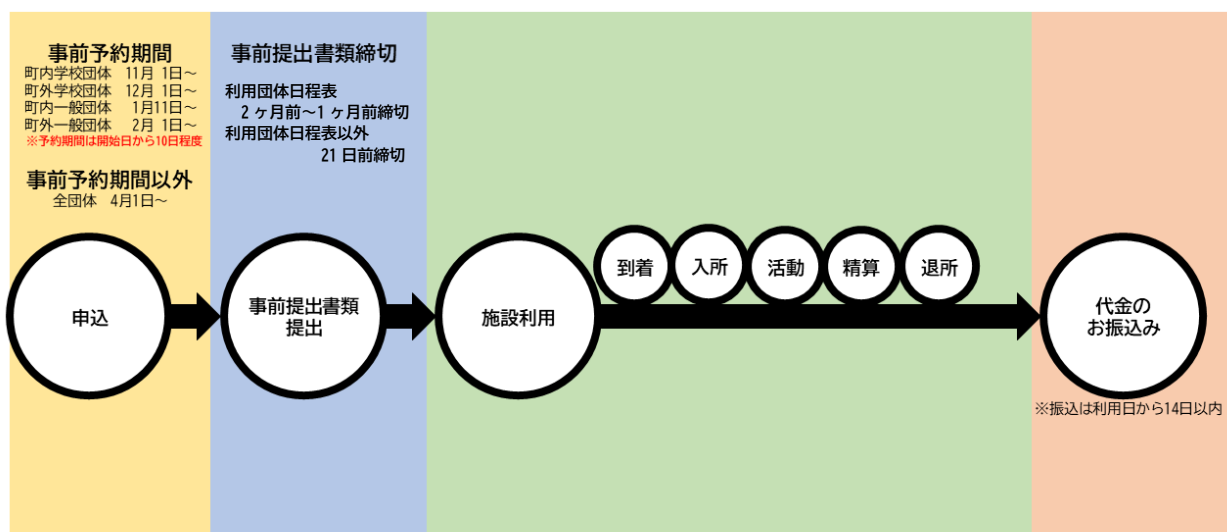 事前予約期間
町内学校団体 11月 1日～
町外学校団体 12月 1日～
町内一般団体 1月11日～
町外一般団体 2月 1日～
※予約期間は開始日から10日程度
事前予約期間以外
全団体 4月1日～
申込
事前提出書類締切
利用団体日程表
2ヶ月前～1ヶ月前締切
利用団体日程表以外
21日前締切
事前提出書類
提出
施設利用
到着
入所
活動
精算
退所
代金の
お振込み
※振込は利用日から14日以内